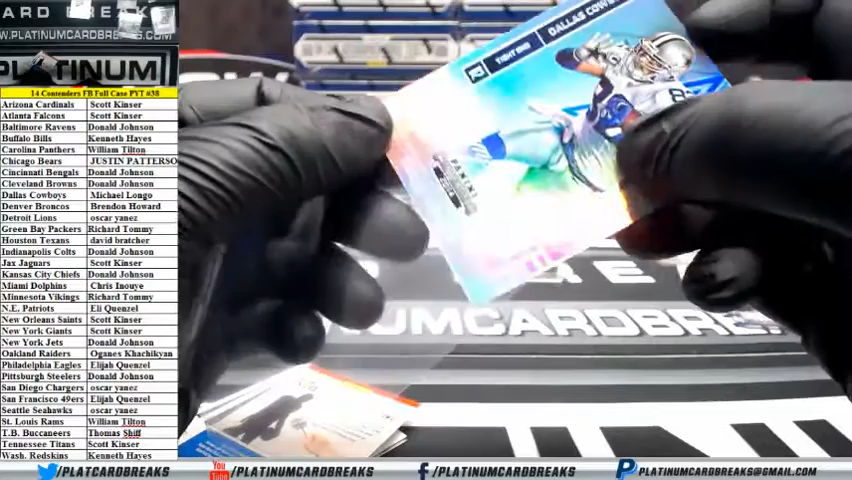 ARD BREAK
WWW.PLATINUMCARDBREAKS.COM
PLATINUM
14 Contenders FB Full Case PYT #38
Arizona Cardinals Scott Kinser
Atlanta Falcons Scott Kinser
Baltimore Ravens Donald Johnson
Buffalo Bills Kenneth Hayes
Carolina Panthers William Tilton
Chicago Bears JUSTIN PATTERSO
Cincinnati Bengals Donald Johnson
Cleveland Browns Donald Johnson
Dallas Cowboys Michael Longo
Denver Broncos Brendon Howard
Detroit Lions oscar yanez
Green Bay Packers Richard Tommy
Houston Texans david bratcher
Indianapolis Colts Donald Johnson
Jax Jaguars Scott Kinser
Kansas City Chiefs Donald Johnson
Miami Dolphins Chris Inouye
Minnesota Vikings Richard Tommy
N.E. Patriots Eli Quenzel
New Orleans Saints Scott Kinser
New York Giants Scott Kinser
New York Jets Donald Johnson
Oakland Raiders Oganes Khachikyan
Philadelphia Eagles Elijah Quenzel
Pittsburgh Steelers Donald Johnson
San Diego Chargers oscar yanez
San Francisco 49ers Elijah Quenzel
Seattle Seahawks oscar yanez
St. Louis Rams William Tilton
T.B. Buccaneers Thomas Shiff
Tennessee Titans Scott Kinser
Wash. Redskins Kenneth Hayes
TIGHT END DALLAS COW
PANINI
NUMCARDBREA
/PLATCARDBREAKS
You Tube /PLATINUMCARDBREAKS
/PLATINUMCARDBREAKS
PLATINUMCARDBREAKS@GMAIL.COM